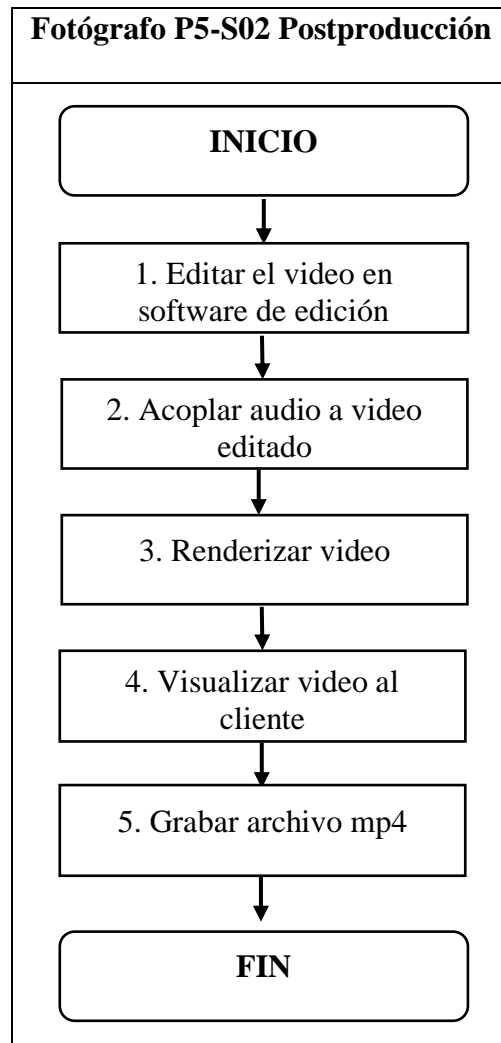 Fotógrafo P5-S02 Postproducción
INICIO
1. Editar el video en
software de edición
2. Acoplar audio a video
editado
3. Renderizar video
4. Visualizar video al
cliente
5. Grabar archivo mp4
FIN